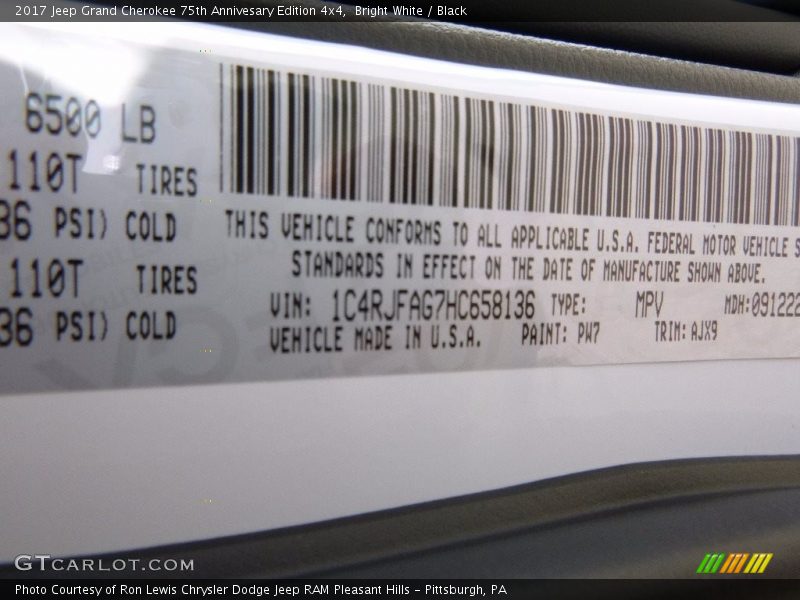 2017 Jeep Grand Cherokee 75th Annivesary Edition 4x4, Bright White / Black
6500 LB
110T TIRES
36 PSI) COLD
110T TIRES
36 PSI) COLD
THIS VEHICLE CONFORMS TO ALL APPLICABLE U.S.A. FEDERAL MOTOR VEHICLE S
STANDARDS IN EFFECT ON THE DATE OF MANUFACTURE SHOWN ABOVE.
VIN: 1C4RJFAG7HC658136 TYPE: MPV MDH:091222
VEHICLE MADE IN U.S.A. PAINT: PW7 TRIM: AJX9
GTCARLOT.COM
Photo Courtesy of Ron Lewis Chrysler Dodge Jeep RAM Pleasant Hills - Pittsburgh, PA